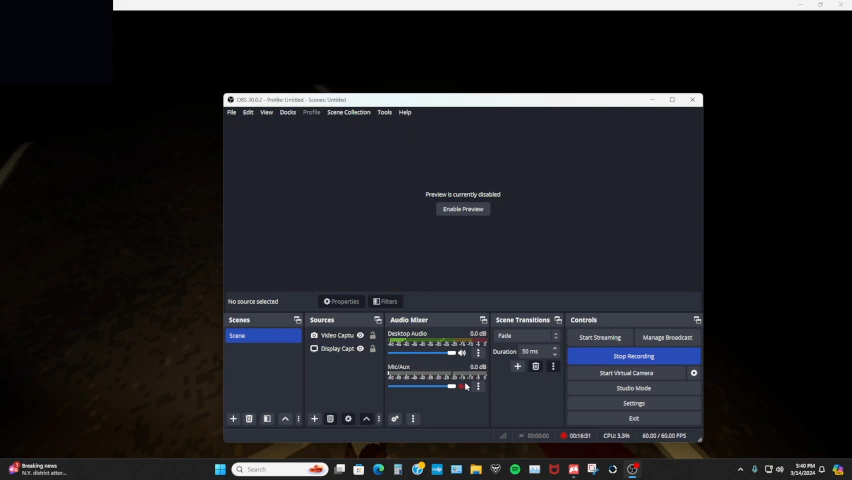 OBS 30.0.2 - Profile: Untitled - Scenes: Untitled
File Edit View Docks Profile Scene Collection Tools Help
Preview is currently disabled
Enable Preview
No source selected Properties Filters
Scenes
Scene
Sources
Video Captu
Display Capt
Audio Mixer
Desktop Audio 0.0 dB
Mic/Aux 0.0 dB
Scene Transitions
Fade
Duration 50 ms
Controls
Start Streaming Manage Broadcast
Stop Recording
Start Virtual Camera
Studio Mode
Settings
Exit
00:00:00 00:16:31 CPU: 3.3% 60.00 / 60.00 FPS
Breaking news
N.Y. district attor...
Search
5:40 PM
3/14/2024